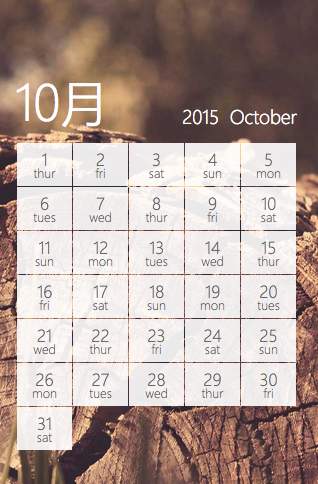 10月
2015 October
1 2 3 4 5
thur fri sat sun mon
6 7 8 9 10
tues wed thur fri sat
11 12 13 14 15
sun mon tues wed thur
16 17 18 19 20
fri sat sun mon tues
21 22 23 24 25
wed thur fri sat sun
26 27 28 29 30
mon tues wed thur fri
31
sat